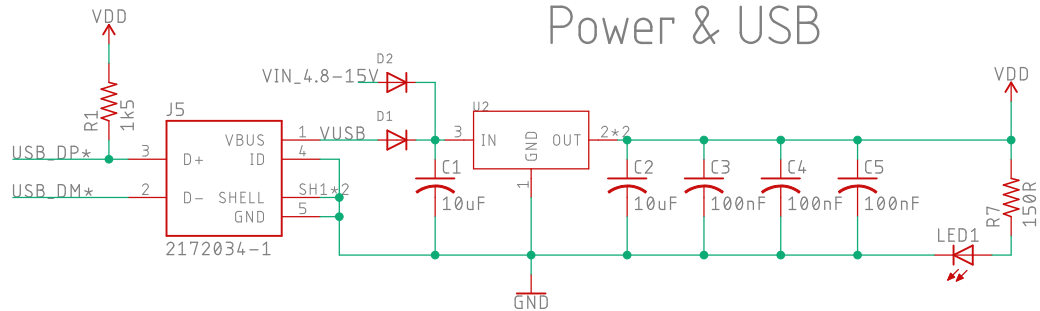 Power & USB
VDD
R1
1k5
USB_DP*
USB_DM*
J5
3
2
D+
D-
VBUS
ID
SHELL
GND
1
4
SH1*2
5
2172034-1
VUSB
VIN_4.8-15V
D2
D1
C1
10uF
U2
3
IN
GND
OUT
1
2*2
GND
C2
10uF
C3
100nF
C4
100nF
C5
100nF
VDD
R7
150R
LED1